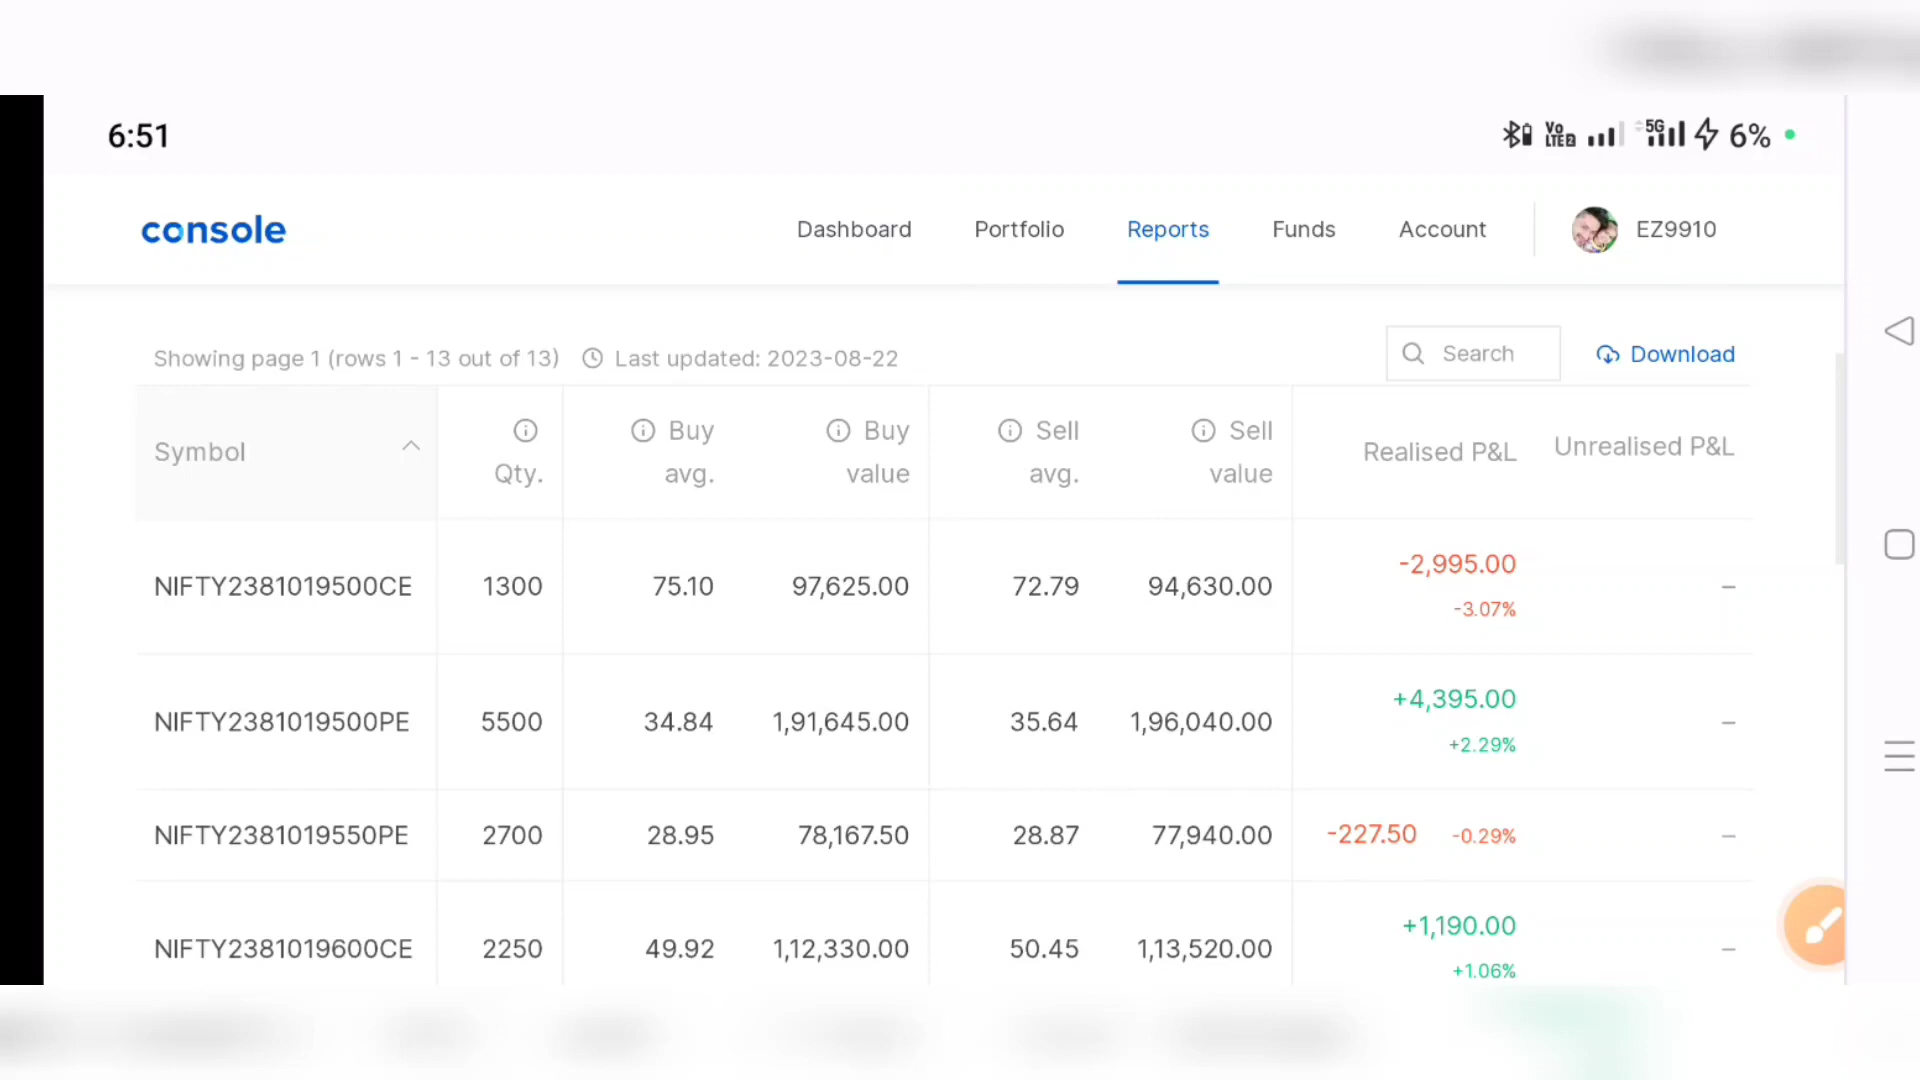 6:51
Vo LTE 2 5G 6%
console Dashboard Portfolio Reports Funds Account EZ9910
Showing page 1 (rows 1 - 13 out of 13) Last updated: 2023-08-22 Search Download
Symbol Qty. Buy avg. Buy value Sell avg. Sell value Realised P&L Unrealised P&L
NIFTY2381019500CE 1300 75.10 97,625.00 72.79 94,630.00 -2,995.00 -3.07% –
NIFTY2381019500PE 5500 34.84 1,91,645.00 35.64 1,96,040.00 +4,395.00 +2.29% –
NIFTY2381019550PE 2700 28.95 78,167.50 28.87 77,940.00 -227.50 -0.29% –
NIFTY2381019600CE 2250 49.92 1,12,330.00 50.45 1,13,520.00 +1,190.00 +1.06% –